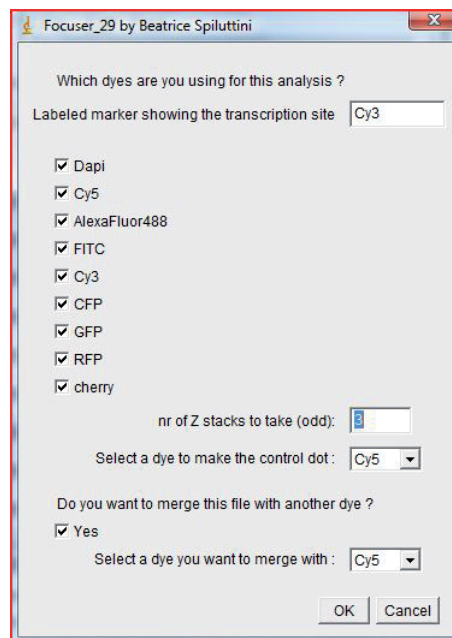 Focuser_29 by Beatrice Spiluttini
Which dyes are you using for this analysis ?
Labeled marker showing the transcription site Cy3
Dapi
Cy5
AlexaFluor488
FITC
Cy3
CFP
GFP
RFP
cherry
nr of Z stacks to take (odd): 3
Select a dye to make the control dot : Cy5
Do you want to merge this file with another dye ?
Yes
Select a dye you want to merge with : Cy5
OK Cancel